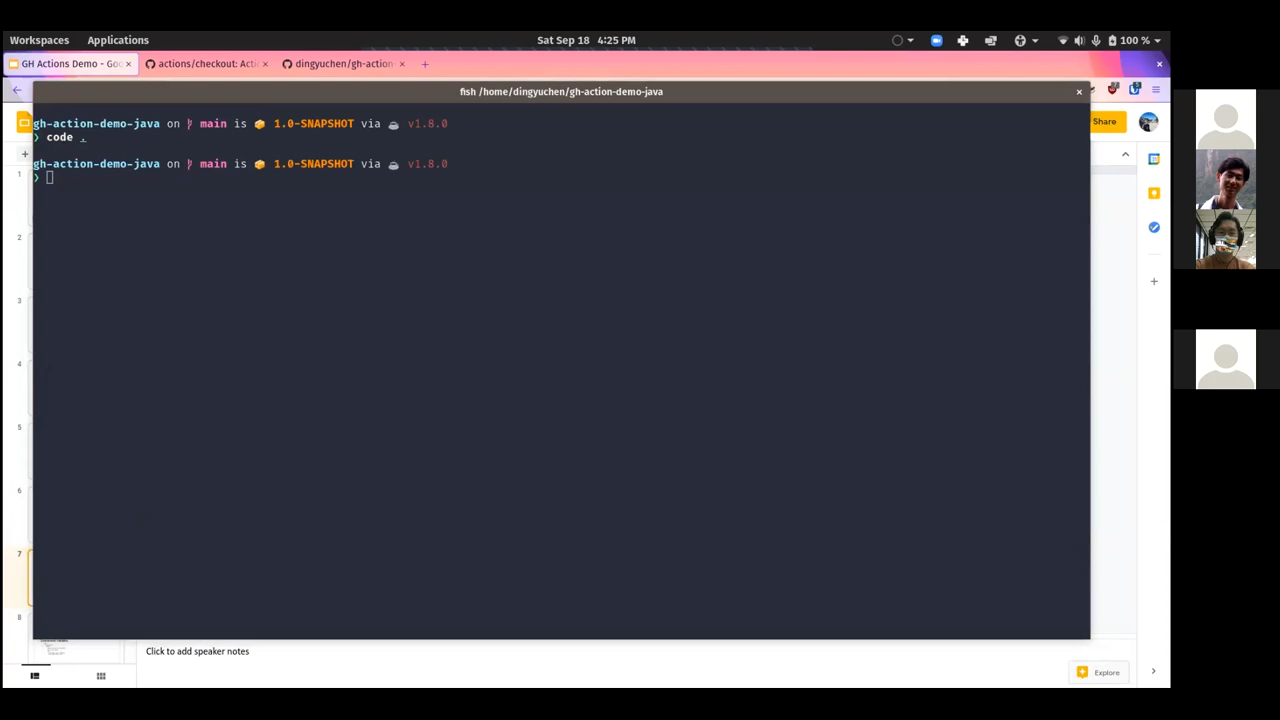 Workspaces Applications Sat Sep 18 4:25 PM 100 %
GH Actions Demo - Goo × actions/checkout: Acti × dingyuchen/gh-action × +
fish /home/dingyuchen/gh-action-demo-java ×
gh-action-demo-java on main is 1.0-SNAPSHOT via v1.8.0
❯ code .
gh-action-demo-java on main is 1.0-SNAPSHOT via v1.8.0
❯
Share
1
2
3
4
5
6
7
8
Click to add speaker notes
Explore